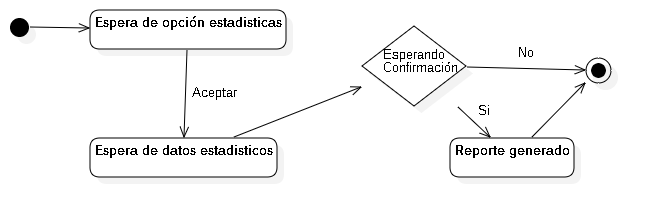 Espera de opción estadisticas
Esperando
Confirmación
No
Aceptar
Si
Espera de datos estadisticos
Reporte generado